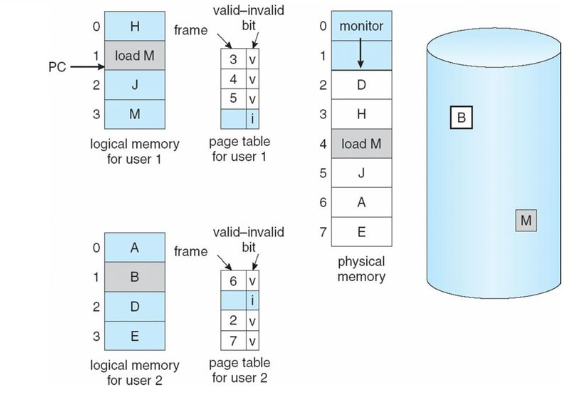 valid–invalid
bit
frame
PC
0 H
1 load M
2 J
3 M
3 v
4 v
5 v
i
logical memory
for user 1
page table
for user 1
0 monitor
1
2 D
3 H
4 load M
5 J
6 A
7 E
physical
memory
B
M
valid–invalid
bit
frame
0 A
1 B
2 D
3 E
6 v
i
2 v
7 v
logical memory
for user 2
page table
for user 2